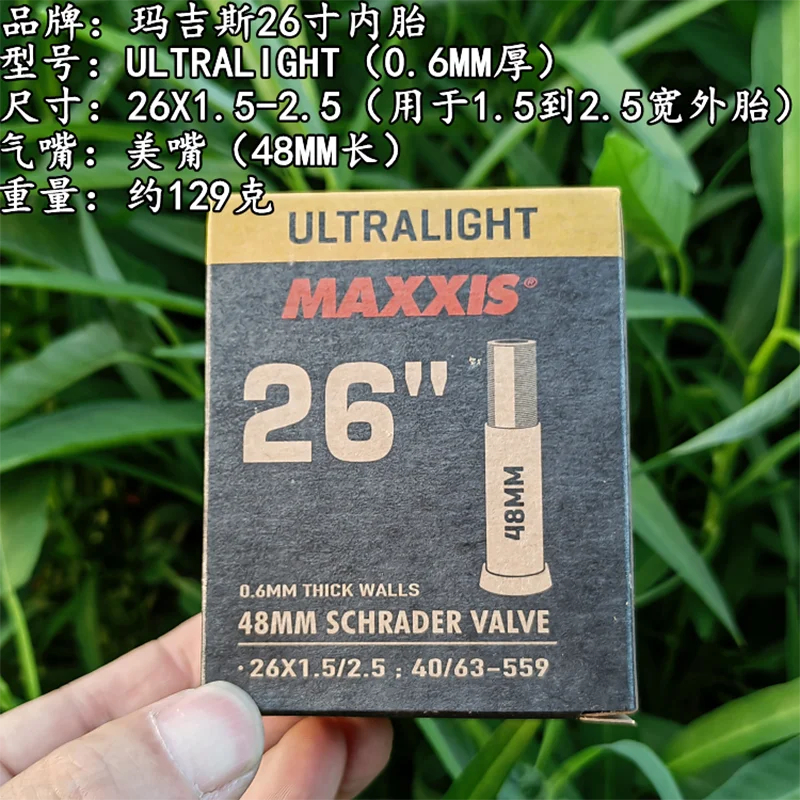 品牌：玛吉斯26寸内胎
型号：ULTRALIGHT（0.6MM厚）
尺寸：26X1.5-2.5（用于1.5到2.5宽外胎）
气嘴：美嘴（48MM长）
重量：约129克
ULTRALIGHT
MAXXIS®
26"
48MM
0.6MM THICK WALLS
48MM SCHRADER VALVE
·26X1.5/2.5 ; 40/63-559